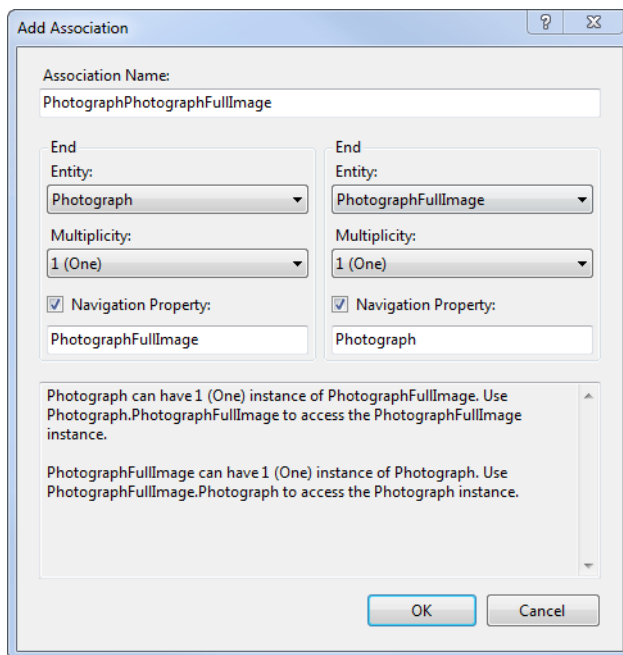 Add Association
Association Name:
PhotographPhotographFullImage
End
Entity:
Photograph
Multiplicity:
1 (One)
Navigation Property:
PhotographFullImage
End
Entity:
PhotographFullImage
Multiplicity:
1 (One)
Navigation Property:
Photograph
Photograph can have 1 (One) instance of PhotographFullImage. Use
Photograph.PhotographFullImage to access the PhotographFullImage
instance.
PhotographFullImage can have 1 (One) instance of Photograph. Use
PhotographFullImage.Photograph to access the Photograph instance.
OK
Cancel